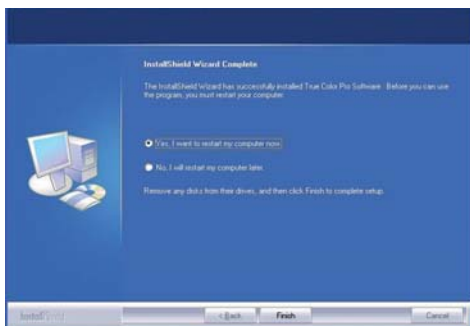 InstallShield Wizard Complete
The InstallShield Wizard has successfully installed True Color Pro Software. Before you can use
the program, you must restart your computer.
Yes, I want to restart my computer now.
No, I will restart my computer later.
Remove any disks from their drives, and then click Finish to complete setup.
InstallShield
< Back
Finish
Cancel